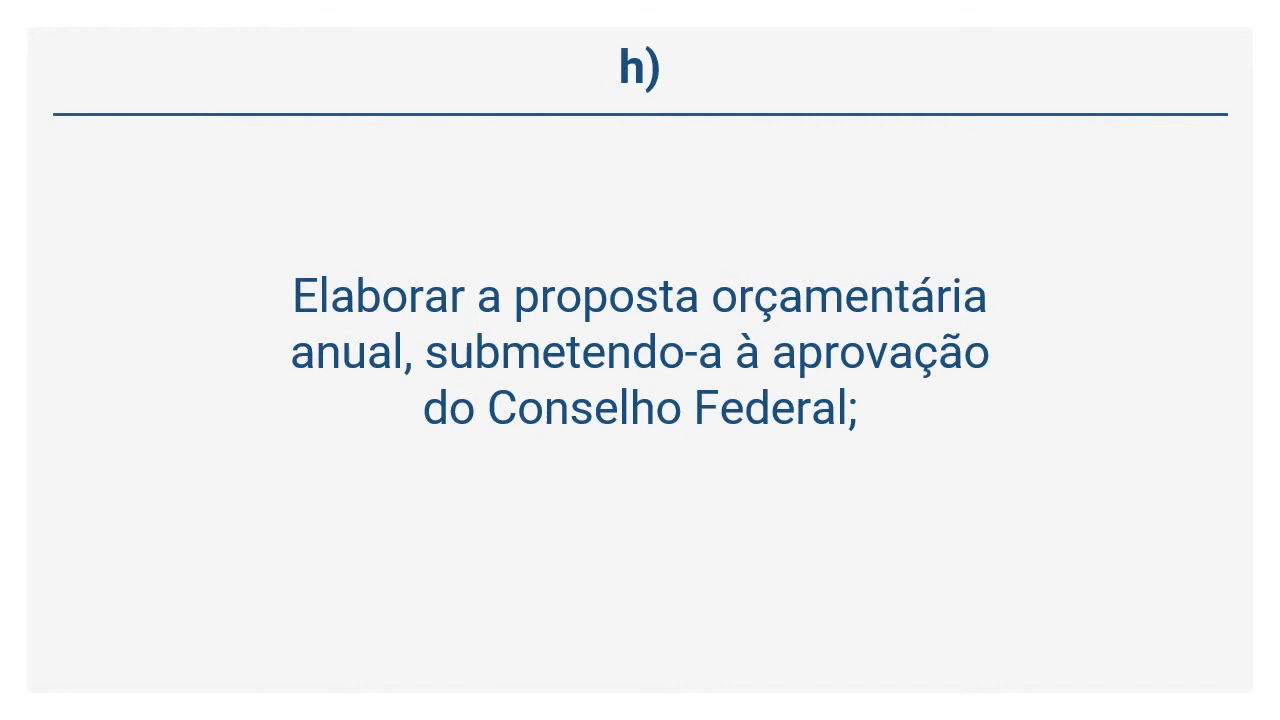 h)
Elaborar a proposta orçamentária
anual, submetendo-a à aprovação
do Conselho Federal;